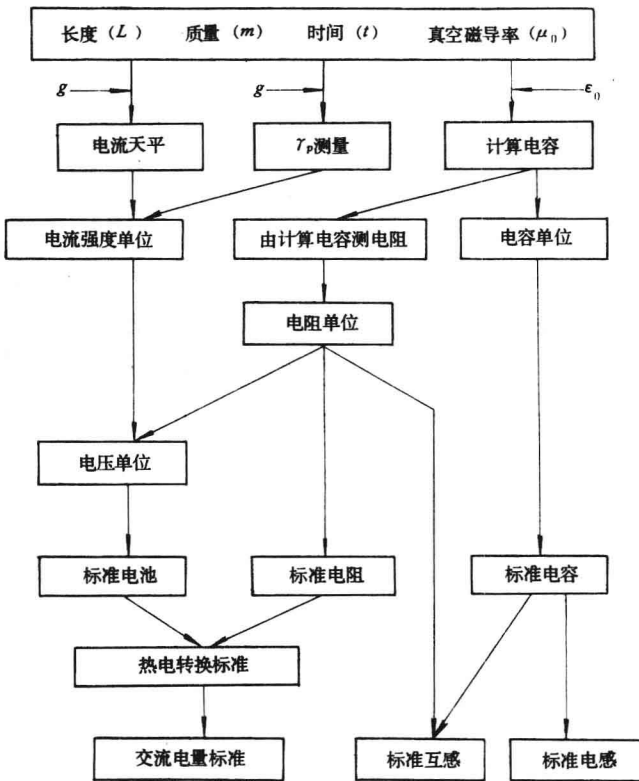 长度（L） 质量（m） 时间（t） 真空磁导率（μ₀）
g g ε₀
电流天平 γₚ测量 计算电容
电流强度单位 由计算电容测电阻 电容单位
电阻单位
电压单位
标准电池 标准电阻 标准电容
热电转换标准
交流电量标准 标准互感 标准电感